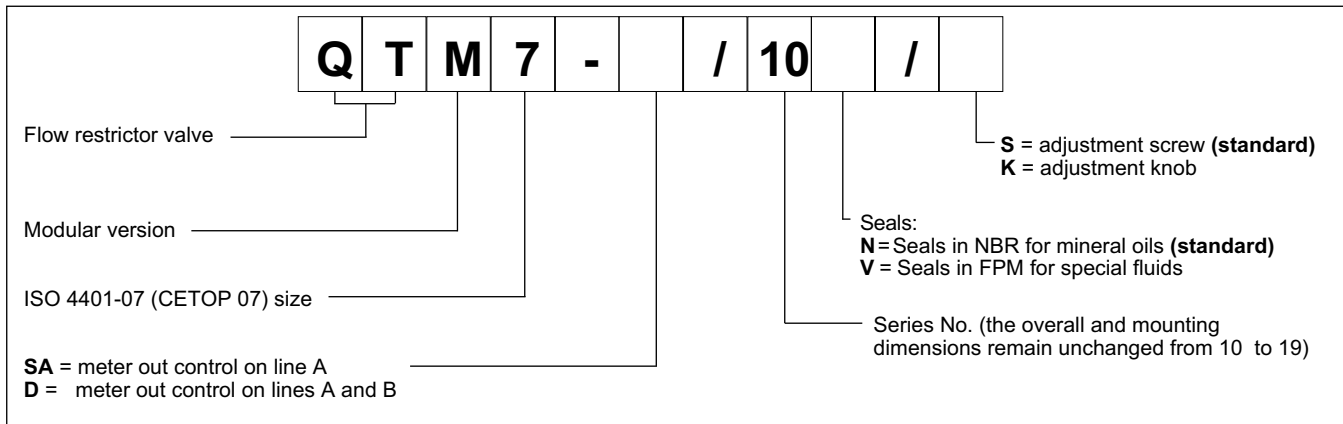 Q T M 7 - / 10 /
Flow restrictor valve
Modular version
ISO 4401-07 (CETOP 07) size
SA = meter out control on line A
D = meter out control on lines A and B
S = adjustment screw (standard)
K = adjustment knob
Seals:
N = Seals in NBR for mineral oils (standard)
V = Seals in FPM for special fluids
Series No. (the overall and mounting
dimensions remain unchanged from 10 to 19)